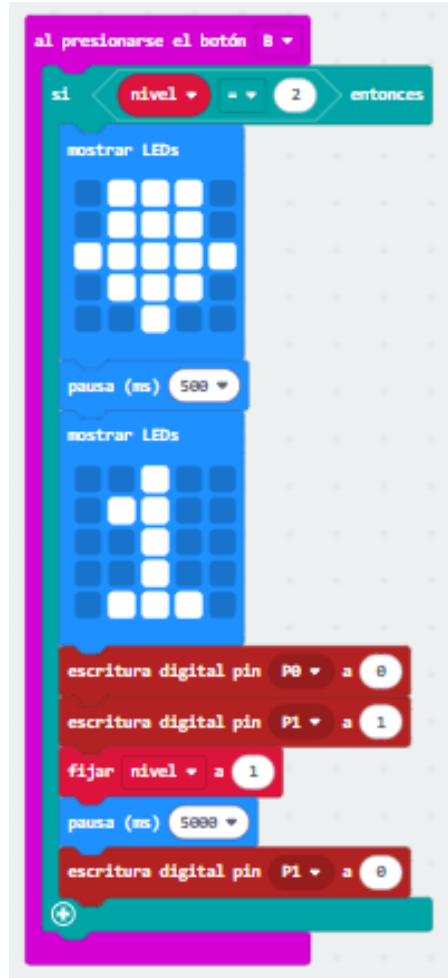 al presionarse el botón B
si nivel = 2 entonces
mostrar LEDs
pausa (ms) 500
mostrar LEDs
escritura digital pin P0 a 0
escritura digital pin P1 a 1
fijar nivel a 1
pausa (ms) 5000
escritura digital pin P1 a 0